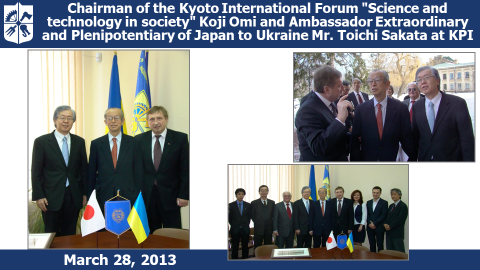 Chairman of the Kyoto International Forum "Science and
technology in society" Koji Omi and Ambassador Extraordinary
and Plenipotentiary of Japan to Ukraine Mr. Toichi Sakata at KPI
March 28, 2013